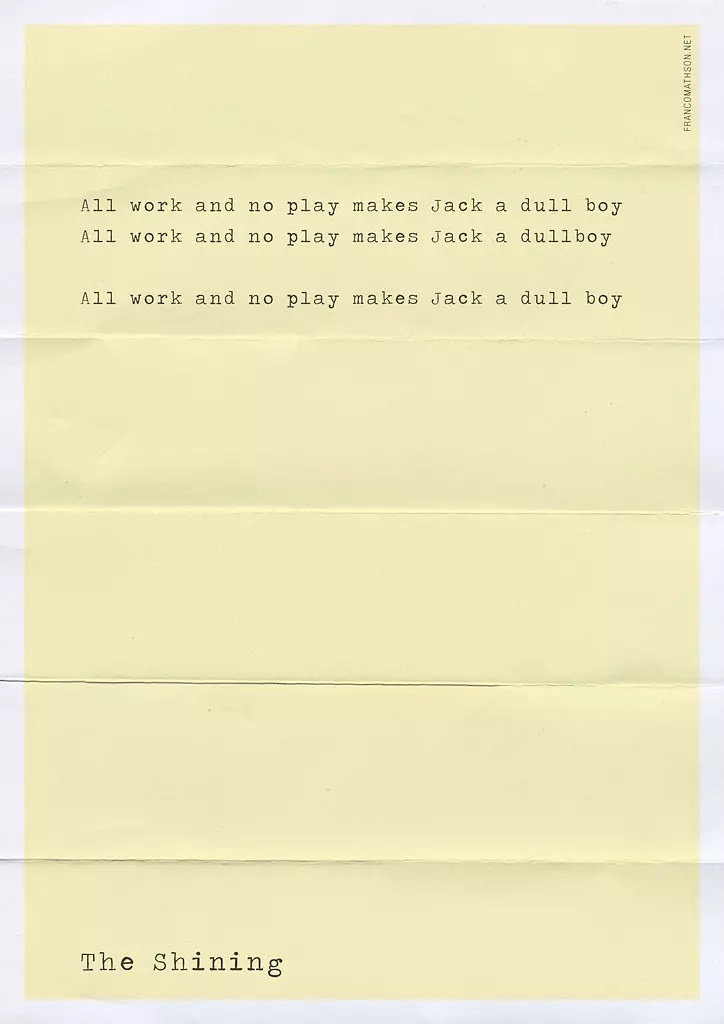 All work and no play makes Jack a dull boy
All work and no play makes Jack a dullboy
All work and no play makes Jack a dull boy
The Shining
FRANCOMATHSON.NET